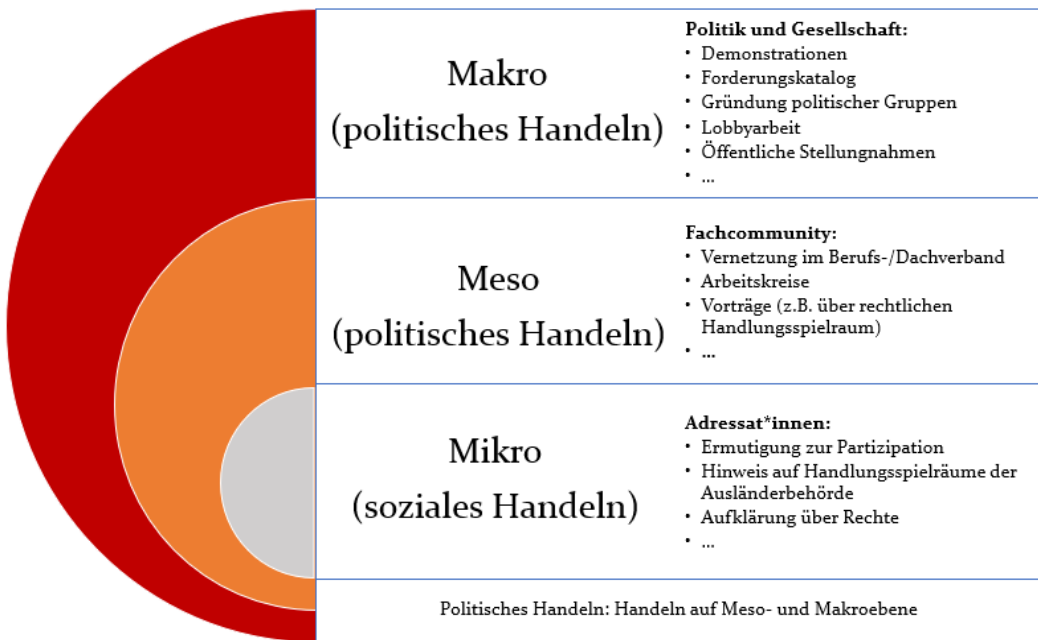 Makro
(politisches Handeln)
Politik und Gesellschaft:
• Demonstrationen
• Forderungskatalog
• Gründung politischer Gruppen
• Lobbyarbeit
• Öffentliche Stellungnahmen
• ...
Meso
(politisches Handeln)
Fachcommunity:
• Vernetzung im Berufs-/Dachverband
• Arbeitskreise
• Vorträge (z.B. über rechtlichen
Handlungsspielraum)
• ...
Mikro
(soziales Handeln)
Adressat*innen:
• Ermutigung zur Partizipation
• Hinweis auf Handlungsspielräume der
Ausländerbehörde
• Aufklärung über Rechte
• ...
Politisches Handeln: Handeln auf Meso- und Makroebene